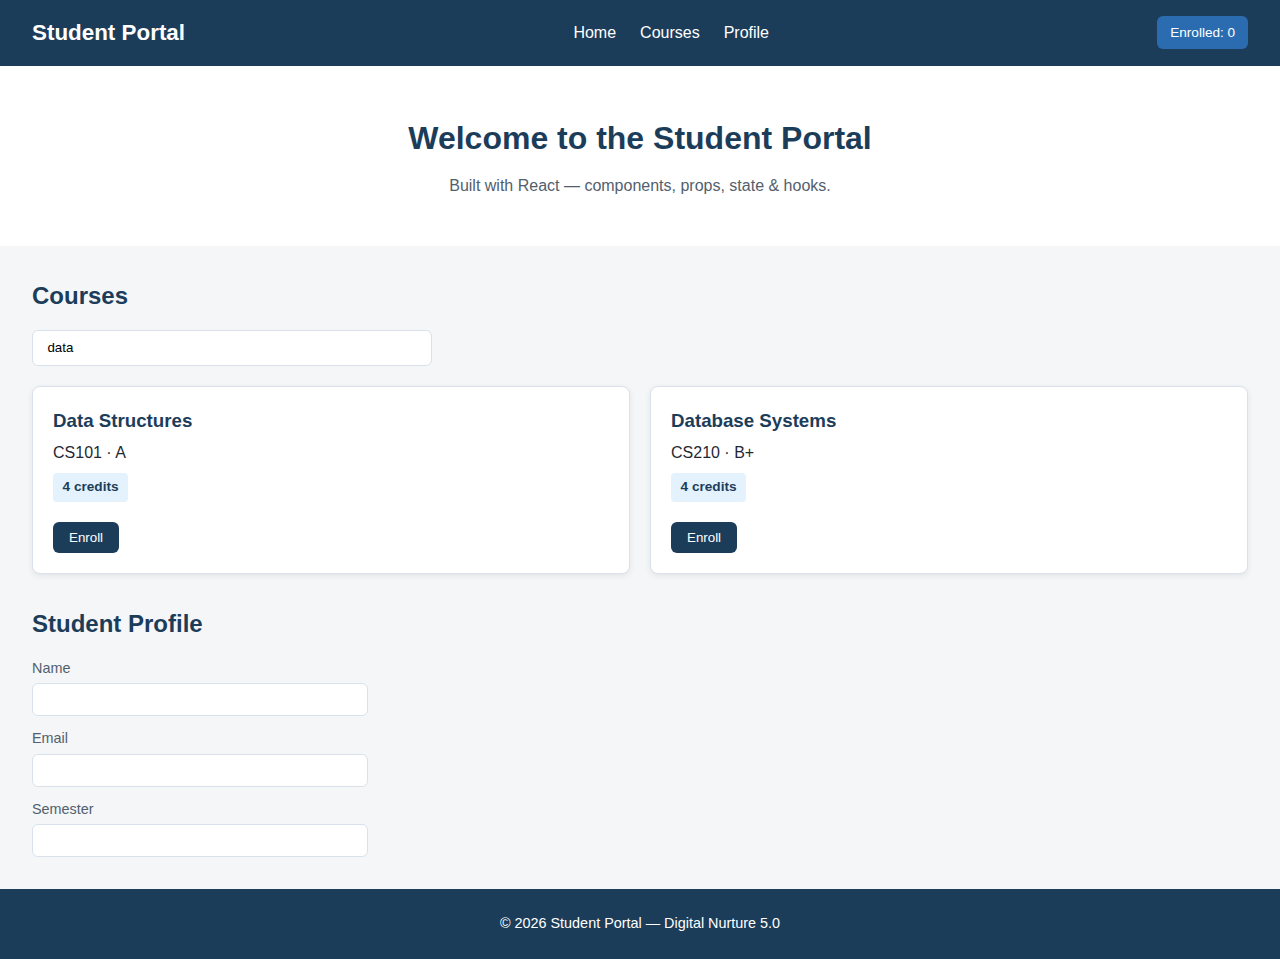 Student Portal
Home Courses Profile
Enrolled: 0
Welcome to the Student Portal
Built with React — components, props, state & hooks.
Courses
data
Data Structures
CS101 · A
4 credits
Enroll
Database Systems
CS210 · B+
4 credits
Enroll
Student Profile
Name
Email
Semester
© 2026 Student Portal — Digital Nurture 5.0